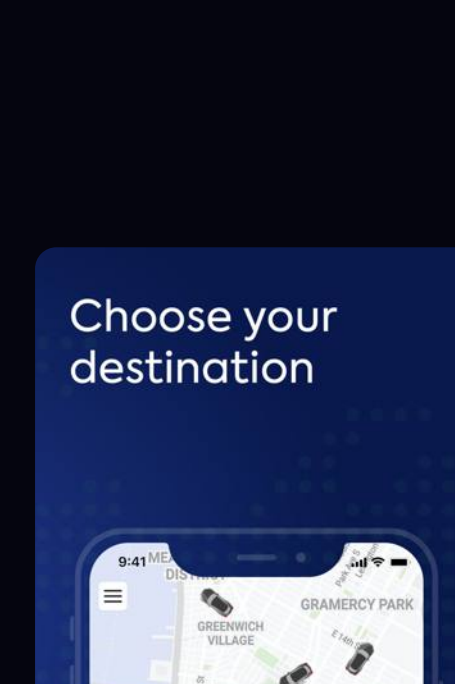 Choose your
destination
9:41
GRAMERCY PARK
GREENWICH
VILLAGE
E 14th